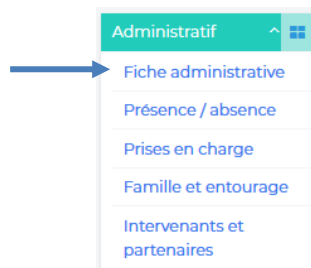 Administratif
Fiche administrative
Présence / absence
Prises en charge
Famille et entourage
Intervenants et
partenaires